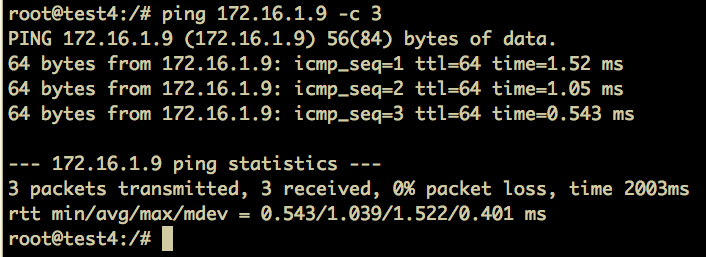 root@test4:/# ping 172.16.1.9 -c 3
PING 172.16.1.9 (172.16.1.9) 56(84) bytes of data.
64 bytes from 172.16.1.9: icmp_seq=1 ttl=64 time=1.52 ms
64 bytes from 172.16.1.9: icmp_seq=2 ttl=64 time=1.05 ms
64 bytes from 172.16.1.9: icmp_seq=3 ttl=64 time=0.543 ms

--- 172.16.1.9 ping statistics ---
3 packets transmitted, 3 received, 0% packet loss, time 2003ms
rtt min/avg/max/mdev = 0.543/1.039/1.522/0.401 ms
root@test4:/#